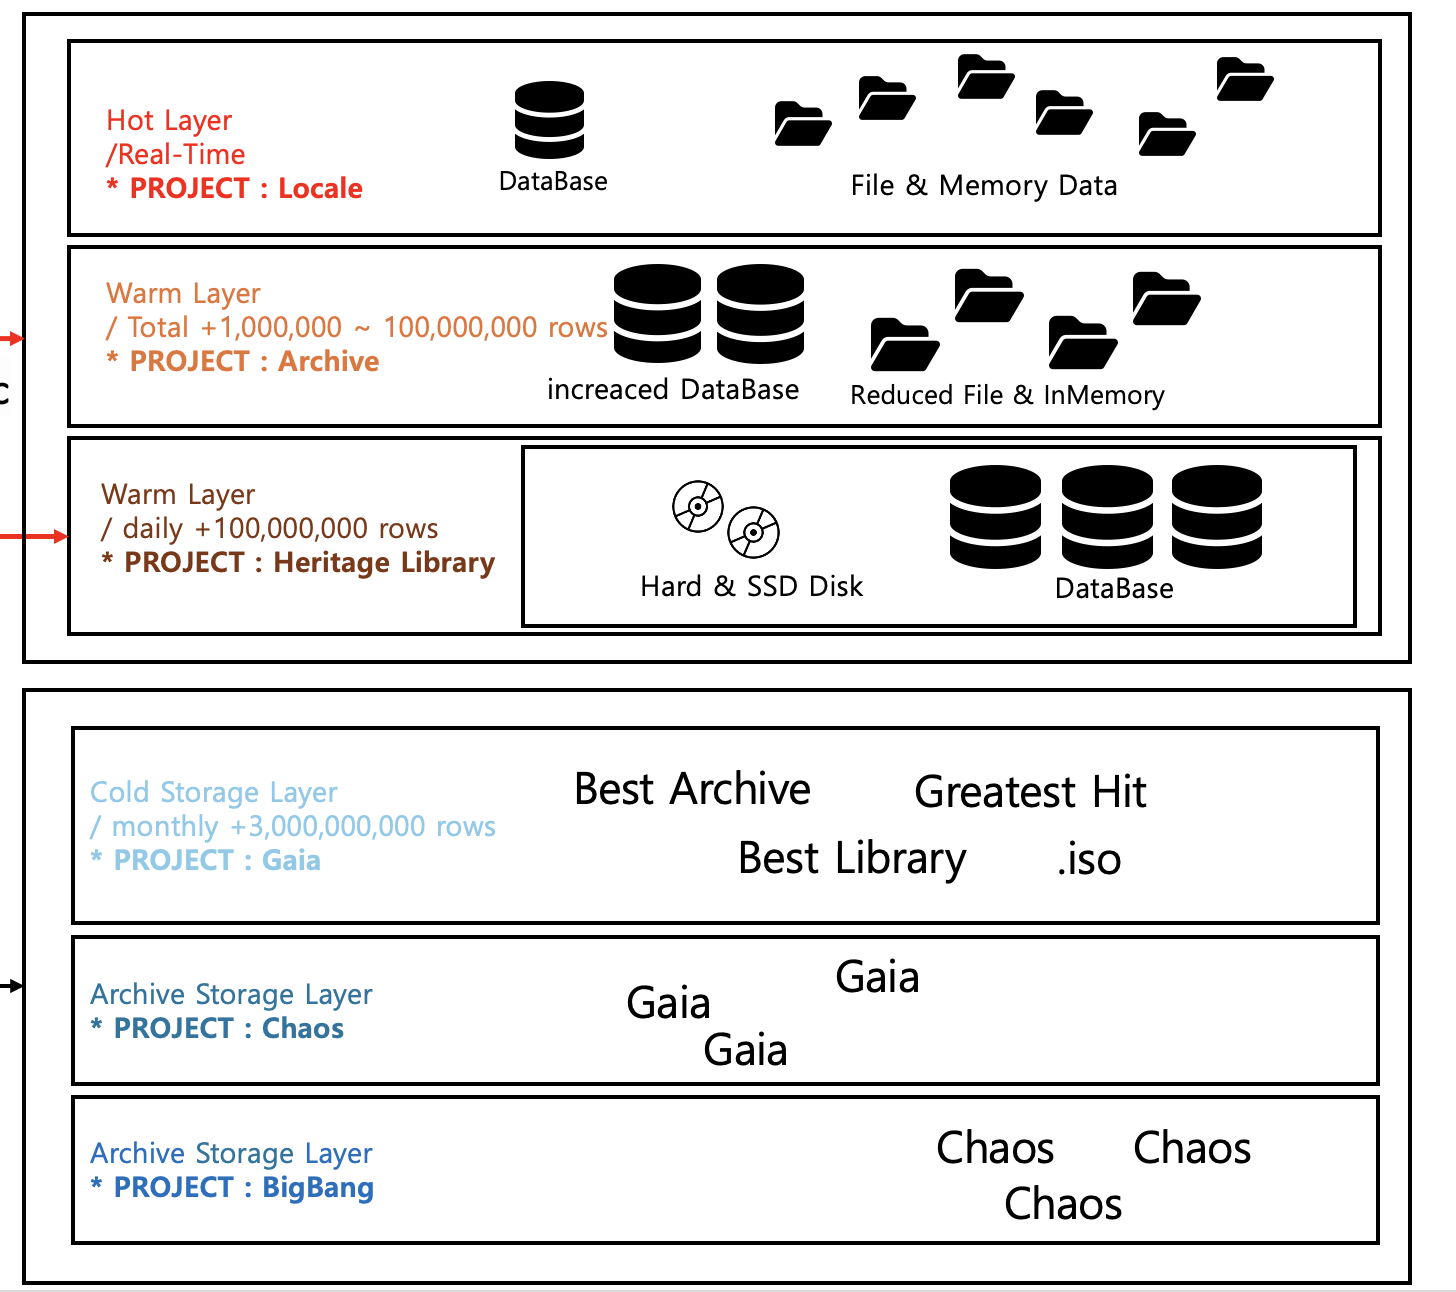 Hot Layer
/Real-Time
* PROJECT : Locale
DataBase
File & Memory Data
Warm Layer
/ Total +1,000,000 ~ 100,000,000 rows
* PROJECT : Archive
increaced DataBase
Reduced File & InMemory
C
Warm Layer
/ daily +100,000,000 rows
* PROJECT : Heritage Library
Hard & SSD Disk
DataBase
Cold Storage Layer
/ monthly +3,000,000,000 rows
* PROJECT : Gaia
Best Archive
Greatest Hit
Best Library
.iso
Archive Storage Layer
* PROJECT : Chaos
Gaia
Gaia
Gaia
Archive Storage Layer
* PROJECT : BigBang
Chaos
Chaos
Chaos